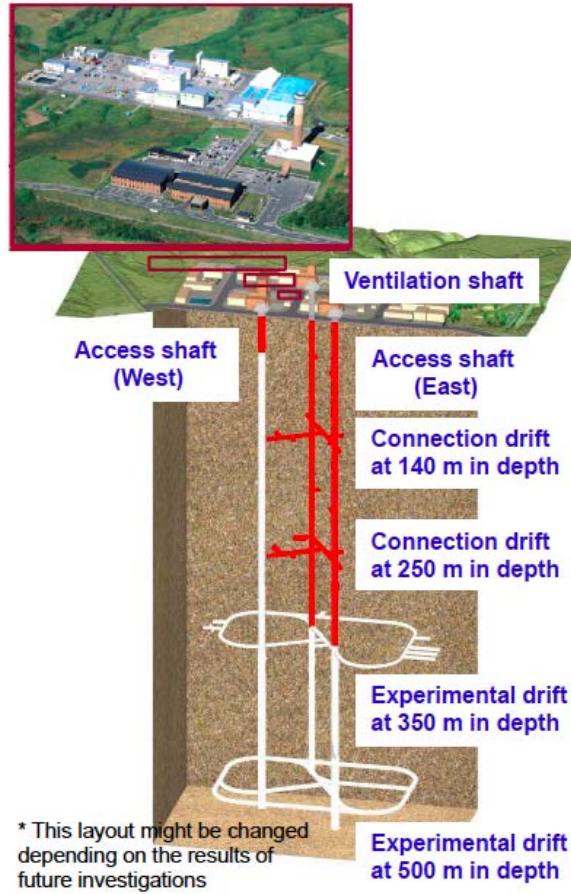 Ventilation shaft
Access shaft
(West)
Access shaft
(East)
Connection drift
at 140 m in depth
Connection drift
at 250 m in depth
Experimental drift
at 350 m in depth
Experimental drift
at 500 m in depth
* This layout might be changed
depending on the results of
future investigations